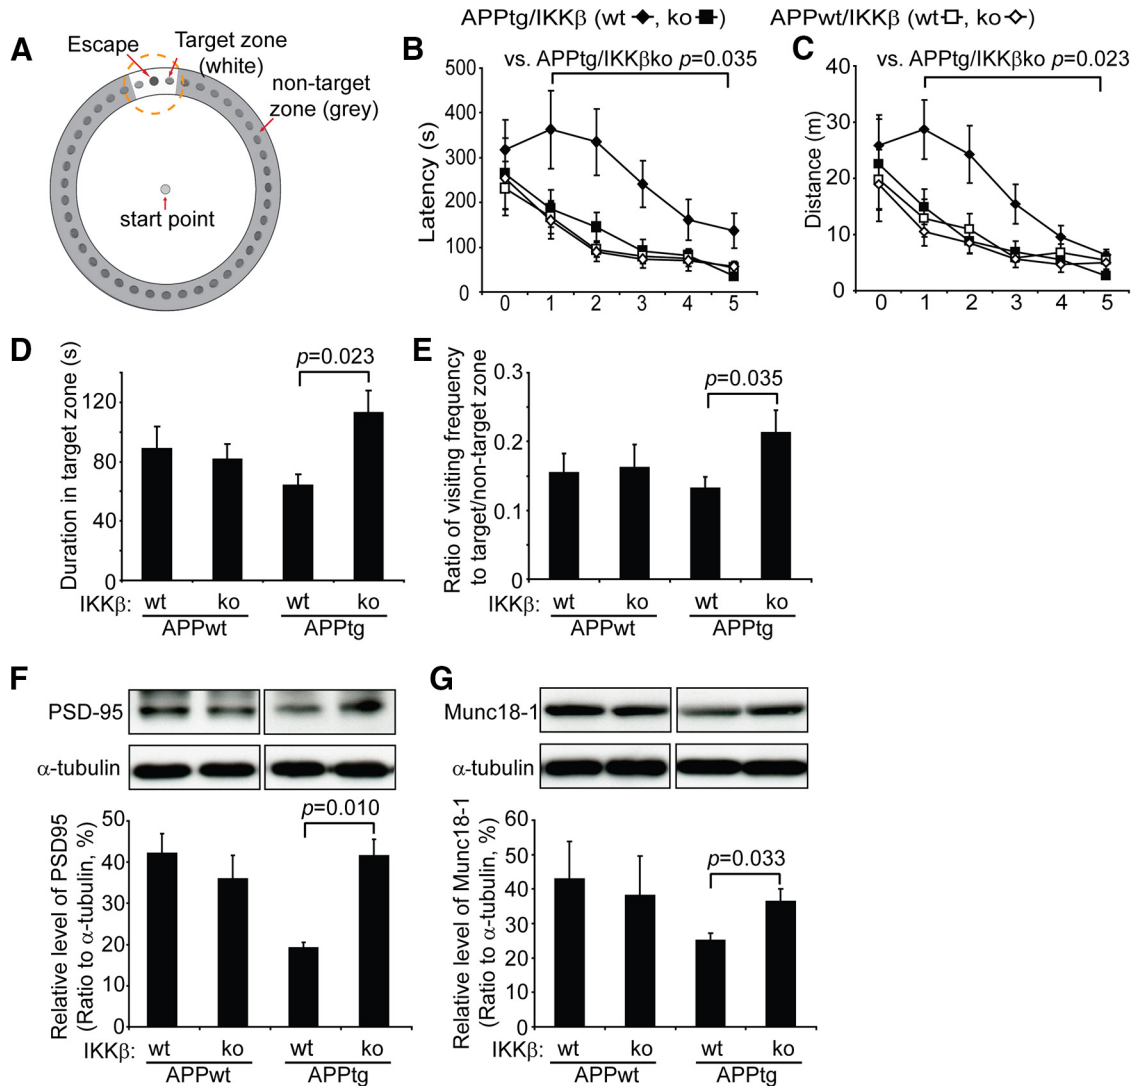 APPtg/IKKβ (wt, ko) APPwt/IKKβ (wt, ko)
A
Escape
Target zone
(white)
non-target
zone (grey)
start point
B
vs. APPtg/IKKβko p=0.035
Latency (s)
500
400
300
200
100
0
0 1 2 3 4 5
C
vs. APPtg/IKKβko p=0.023
Distance (m)
40
30
20
10
0
0 1 2 3 4 5
D
Duration in target zone (s)
p=0.023
120
80
40
0
IKKβ: wt ko wt ko
APPwt APPtg
E
Ratio of visiting frequency
to target/non-target zone
p=0.035
0.3
0.2
0.1
0
IKKβ: wt ko wt ko
APPwt APPtg
F
PSD-95
α-tubulin
Relative level of PSD95
(Ratio to α-tubulin, %)
p=0.010
50
40
30
20
10
0
IKKβ: wt ko wt ko
APPwt APPtg
G
Munc18-1
α-tubulin
Relative level of Munc18-1
(Ratio to α-tubulin, %)
p=0.033
60
50
40
30
20
10
0
IKKβ: wt ko wt ko
APPwt APPtg